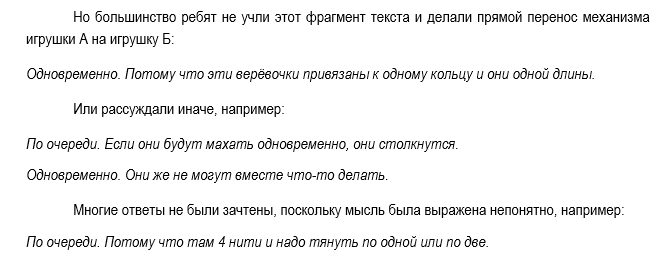 Но большинство ребят не учли этот фрагмент текста и делали прямой перенос механизма
игрушки А на игрушку Б:
Одновременно. Потому что эти верёвочки привязаны к одному кольцу и они одной длины.
Или рассуждали иначе, например:
По очереди. Если они будут махать одновременно, они столкнутся.
Одновременно. Они же не могут вместе что-то делать.
Многие ответы не были зачтены, поскольку мысль была выражена непонятно, например:
По очереди. Потому что там 4 нити и надо тянуть по одной или по две.